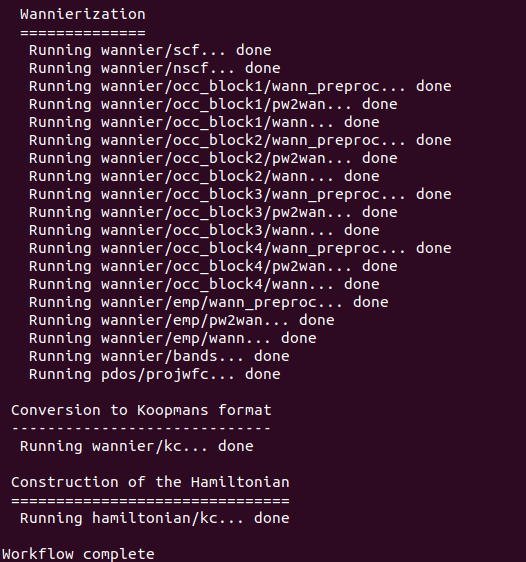 Wannierization
==============
Running wannier/scf... done
Running wannier/nscf... done
Running wannier/occ_block1/wann_preproc... done
Running wannier/occ_block1/pw2wan... done
Running wannier/occ_block1/wann... done
Running wannier/occ_block2/wann_preproc... done
Running wannier/occ_block2/pw2wan... done
Running wannier/occ_block2/wann... done
Running wannier/occ_block3/wann_preproc... done
Running wannier/occ_block3/pw2wan... done
Running wannier/occ_block3/wann... done
Running wannier/occ_block4/wann_preproc... done
Running wannier/occ_block4/pw2wan... done
Running wannier/occ_block4/wann... done
Running wannier/emp/wann_preproc... done
Running wannier/emp/pw2wan... done
Running wannier/emp/wann... done
Running wannier/bands... done
Running pdos/projwfc... done
Conversion to Koopmans format
-----------------------------
Running wannier/kc... done
Construction of the Hamiltonian
===============================
Running hamiltonian/kc... done
Workflow complete